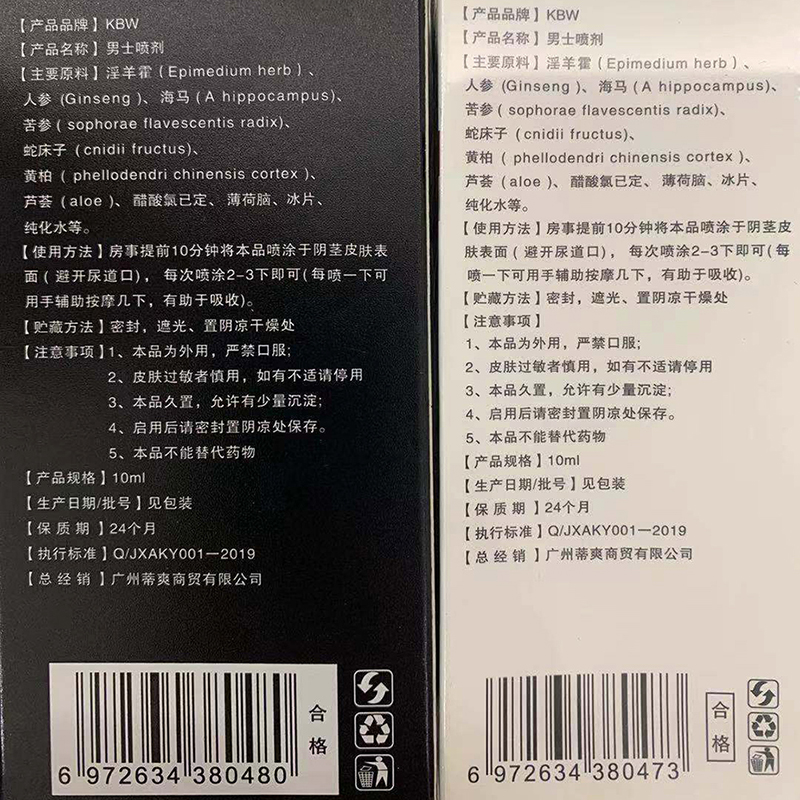 【产品品牌】KBW
【产品名称】男士喷剂
【主要原料】淫羊霍（Epimedium herb）、
人参 (Ginseng )、海马 ( A hippocampus)、
苦参 ( sophorae flavescentis radix)、
蛇床子 (cnidii fructus)、
黄柏 ( phellodendri chinensis cortex )、
芦荟 (aloe )、醋酸氯已定、薄荷脑、冰片、
纯化水等。
【使用方法】房事提前10分钟将本品喷涂于阴茎皮肤表
面（避开尿道口)，每次喷涂2-3下即可(每喷一下可
用手辅助按摩几下，有助于吸收)。
【贮藏方法】密封，遮光、置阴凉干燥处
【注意事项】1、本品为外用，严禁口服;
2、皮肤过敏者慎用，如有不适请停用
3、本品久置，允许有少量沉淀;
4、启用后请密封置阴凉处保存。
5、本品不能替代药物
【产品规格】10ml
【生产日期/批号】见包装
【保 质 期】24个月
【执行标准】Q/JXAKY001—2019
【总 经 销】广州蒂爽商贸有限公司
合格
6 972634 380480
【产品品牌】KBW
【产品名称】男士喷剂
【主要原料】淫羊霍（Epimedium herb）、
人参 (Ginseng )、海马 ( A hippocampus)、
苦参 ( sophorae flavescentis radix)、
蛇床子 (cnidii fructus)、
黄柏 ( phellodendri chinensis cortex )、
芦荟 (aloe )、醋酸氯已定、薄荷脑、冰片、
纯化水等。
【使用方法】房事提前10分钟将本品喷涂于阴茎皮
肤表面（避开尿道口)，每次喷涂2-3下即可(每
喷一下可用手辅助按摩几下，有助于吸收)。
【贮藏方法】密封，遮光、置阴凉干燥处
【注意事项】
1、本品为外用，严禁口服;
2、皮肤过敏者慎用，如有不适请停用
3、本品久置，允许有少量沉淀;
4、启用后请密封置阴凉处保存。
5、本品不能替代药物
【产品规格】10ml
【生产日期/批号】见包装
【保 质 期】24个月
【执行标准】Q/JXAKY001—2019
【总 经 销】广州蒂爽商贸有限公司
合格
6 972634 380473